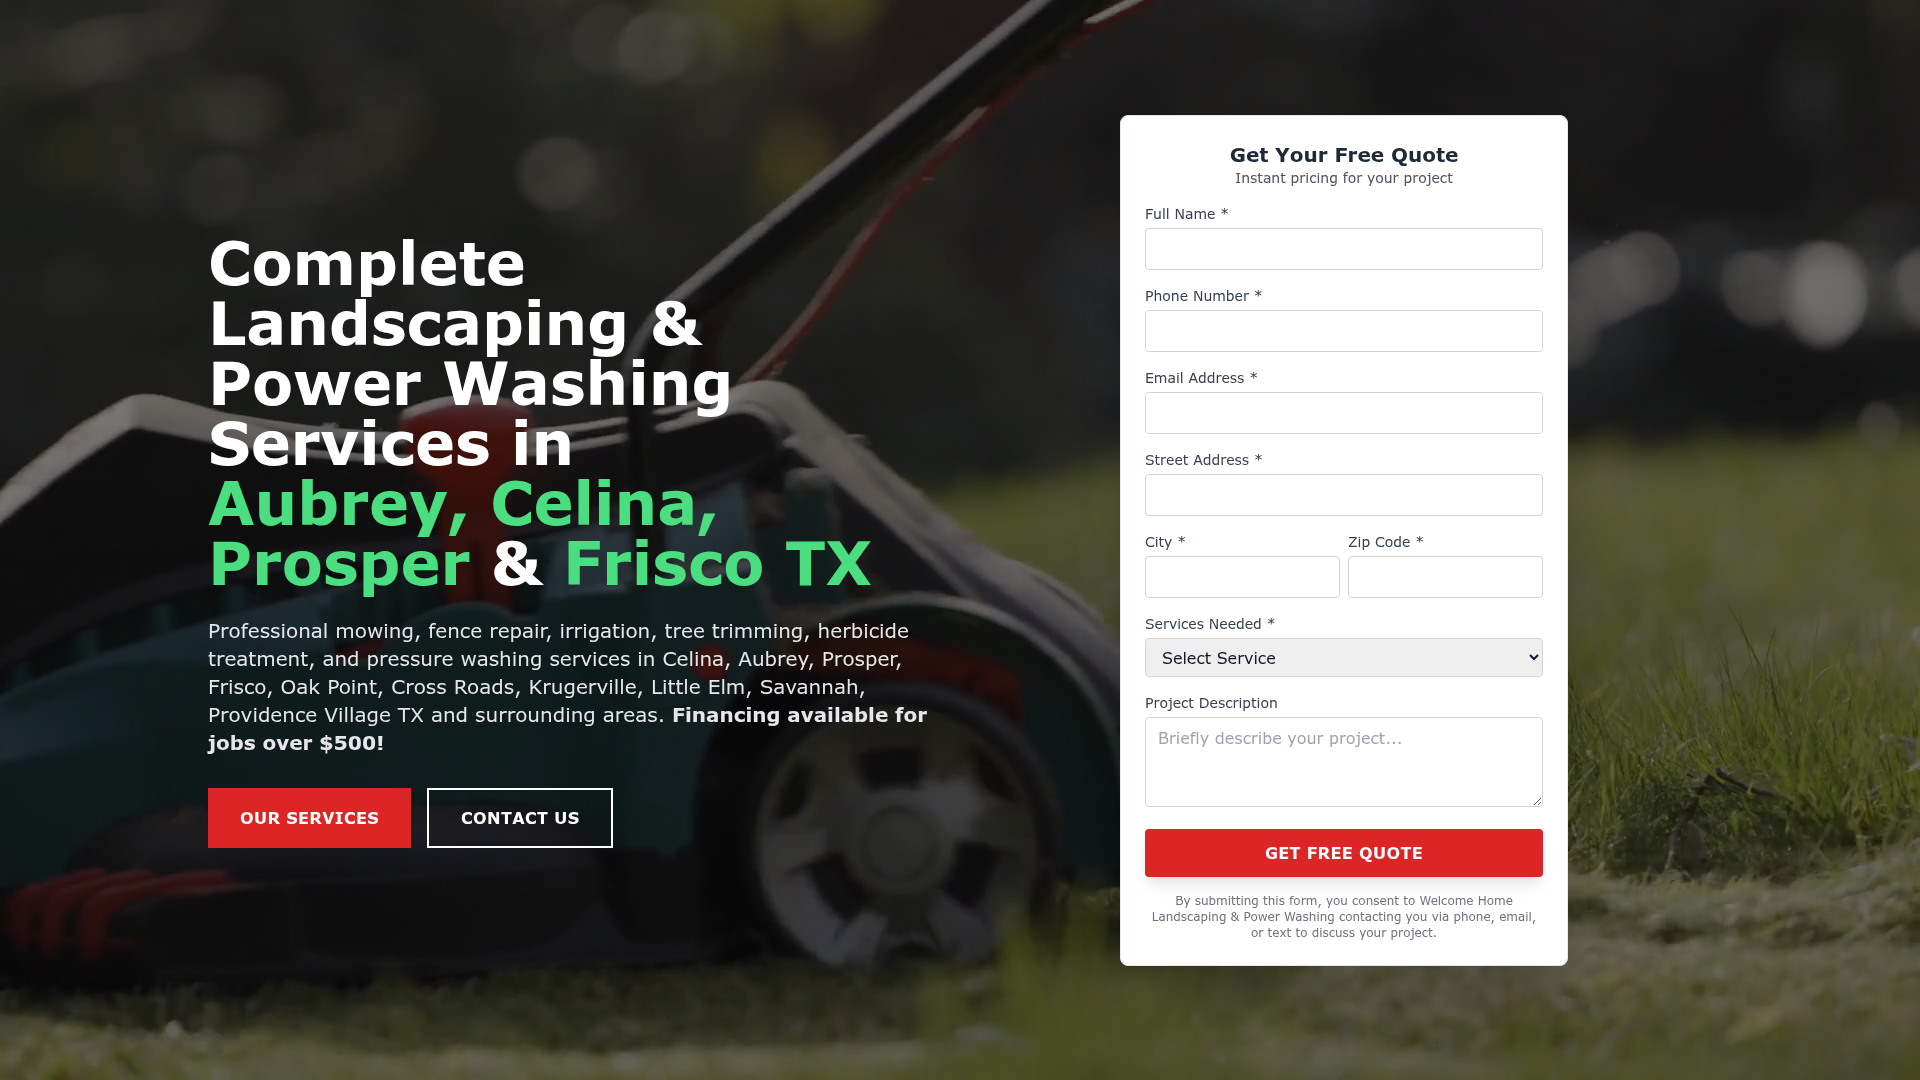 Complete
Landscaping &
Power Washing
Services in
Aubrey, Celina,
Prosper & Frisco TX
Professional mowing, fence repair, irrigation, tree trimming, herbicide
treatment, and pressure washing services in Celina, Aubrey, Prosper,
Frisco, Oak Point, Cross Roads, Krugerville, Little Elm, Savannah,
Providence Village TX and surrounding areas. Financing available for
jobs over $500!
OUR SERVICES
CONTACT US
Get Your Free Quote
Instant pricing for your project
Full Name *
Phone Number *
Email Address *
Street Address *
City *
Zip Code *
Services Needed *
Select Service
Project Description
Briefly describe your project...
GET FREE QUOTE
By submitting this form, you consent to Welcome Home
Landscaping & Power Washing contacting you via phone, email,
or text to discuss your project.